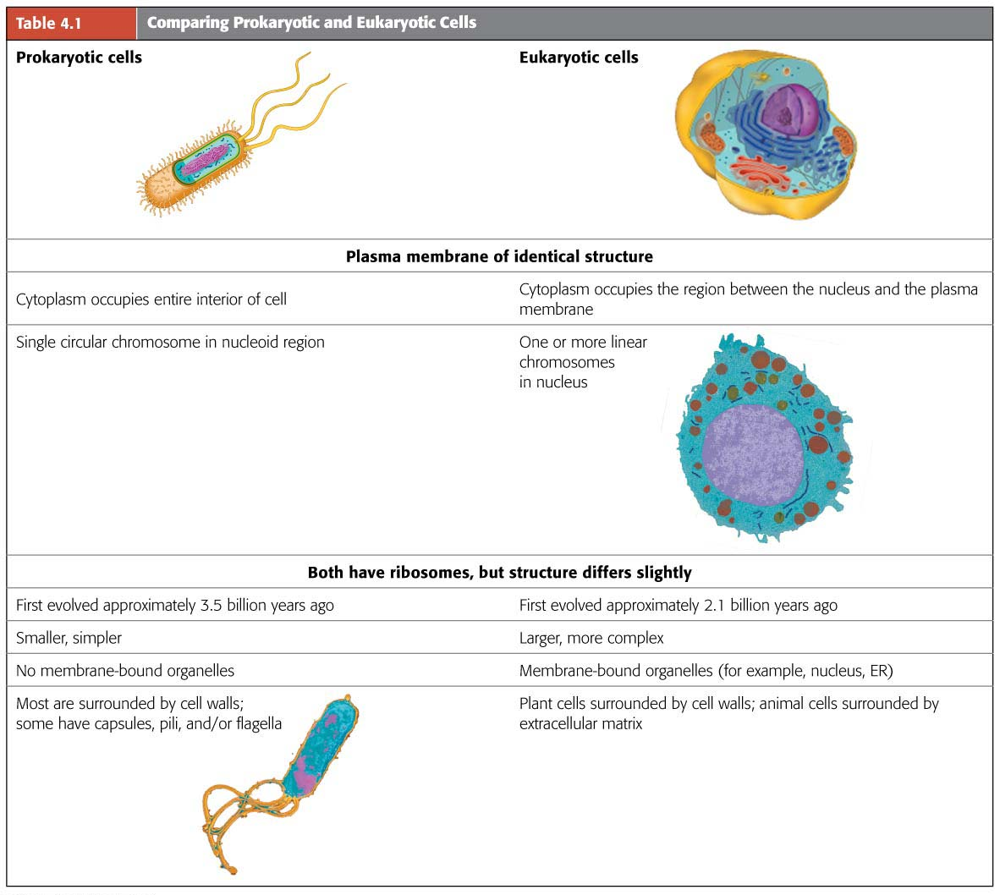 Table 4.1 Comparing Prokaryotic and Eukaryotic Cells
Prokaryotic cells
Eukaryotic cells
Plasma membrane of identical structure
Cytoplasm occupies entire interior of cell
Cytoplasm occupies the region between the nucleus and the plasma
membrane
Single circular chromosome in nucleoid region
One or more linear
chromosomes
in nucleus
Both have ribosomes, but structure differs slightly
First evolved approximately 3.5 billion years ago
First evolved approximately 2.1 billion years ago
Smaller, simpler
Larger, more complex
No membrane-bound organelles
Membrane-bound organelles (for example, nucleus, ER)
Most are surrounded by cell walls;
some have capsules, pili, and/or flagella
Plant cells surrounded by cell walls; animal cells surrounded by
extracellular matrix